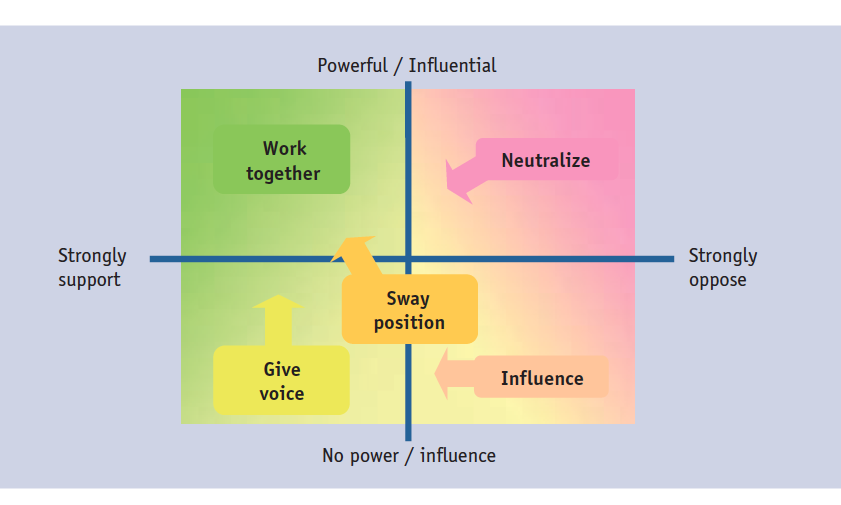 Powerful / Influential
Work
together
Neutralize
Strongly
support
Strongly
oppose
Sway
position
Give
voice
Influence
No power / influence